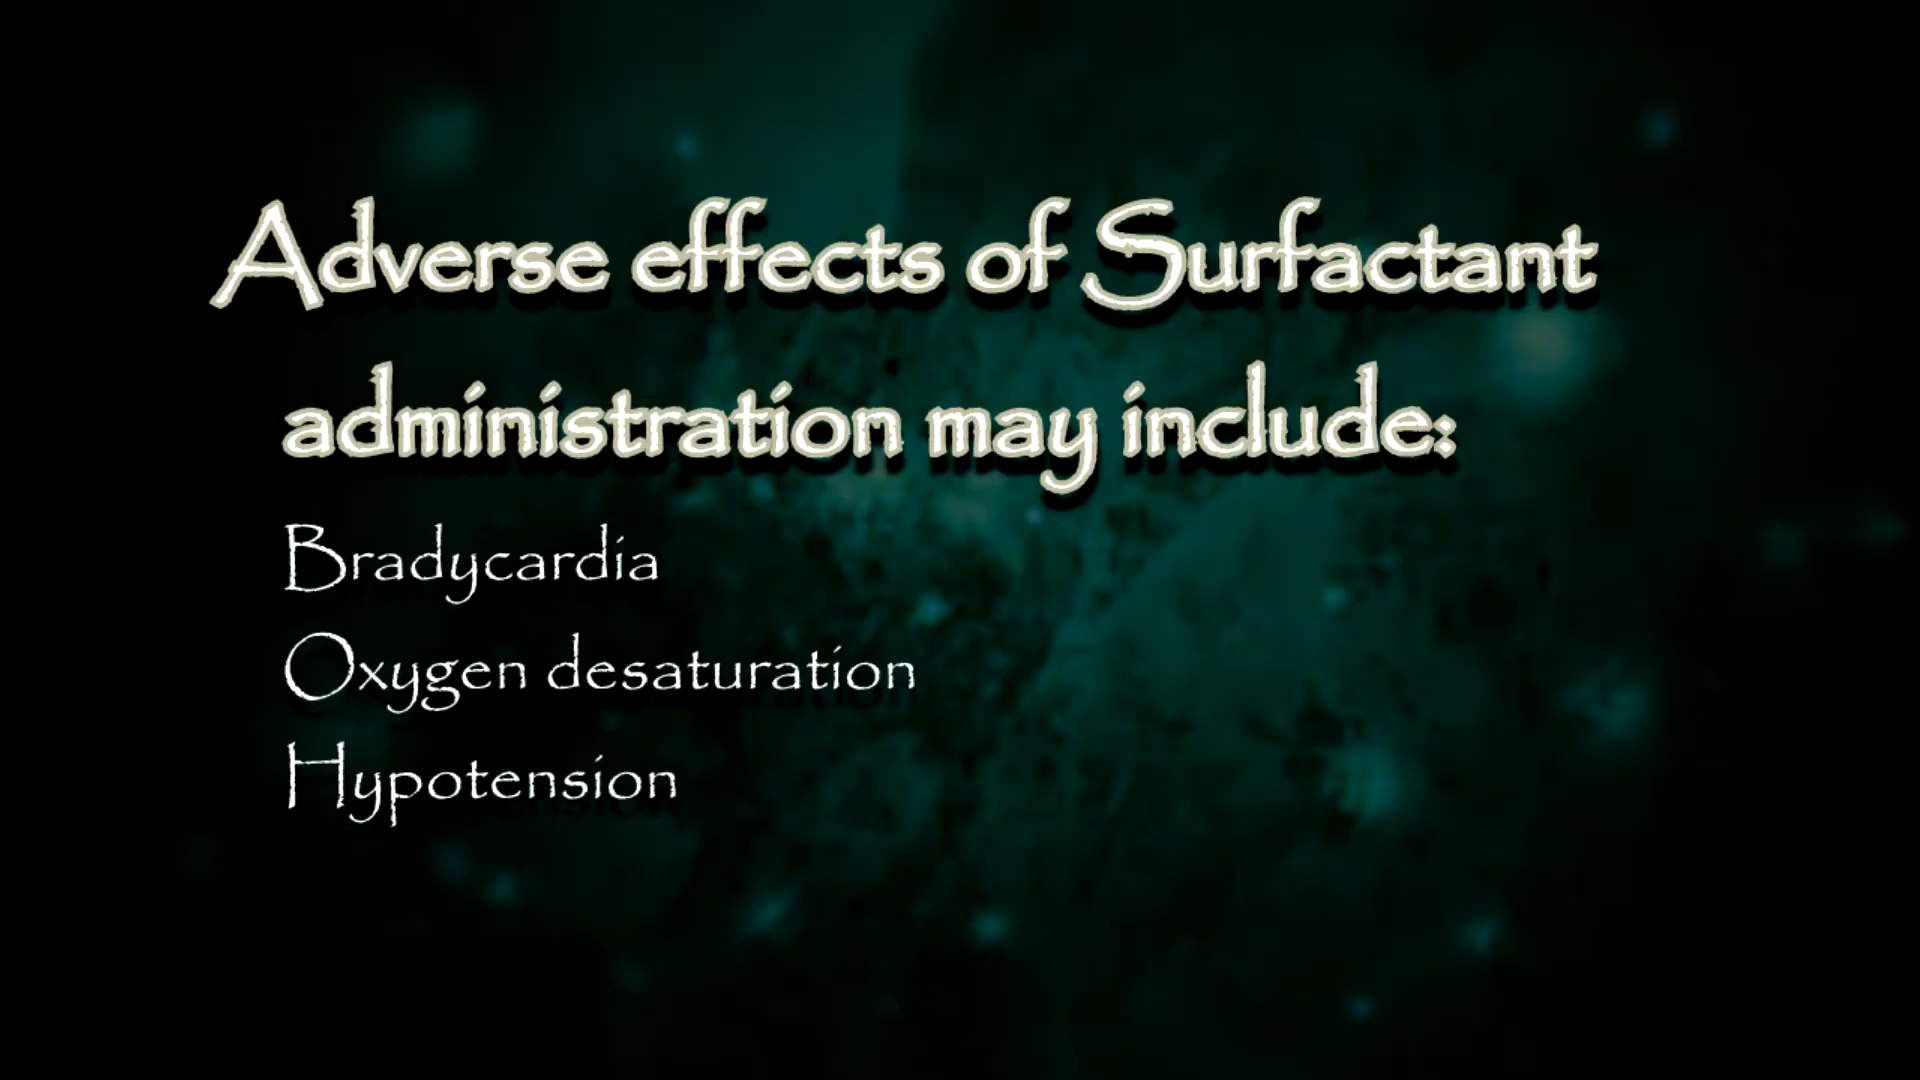 Adverse effects of Surfactant
administration may include:
Bradycardia
Oxygen desaturation
Hypotension